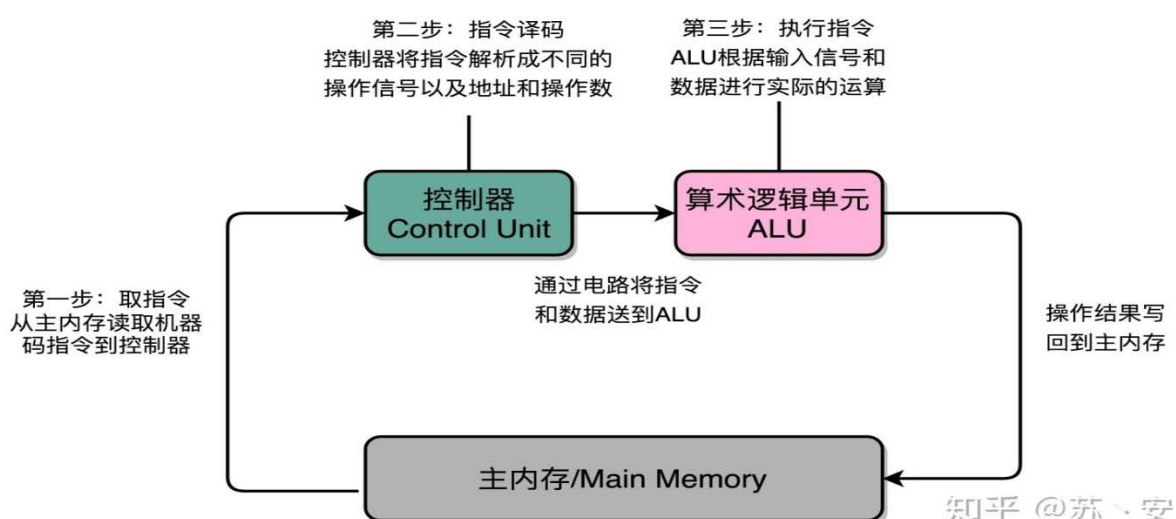 第二步：指令译码
控制器将指令解析成不同的
操作信号以及地址和操作数
第三步：执行指令
ALU根据输入信号和
数据进行实际的运算
控制器
Control Unit
算术逻辑单元
ALU
第一步：取指令
从主内存读取机器
码指令到控制器
通过电路将指令
和数据送到ALU
操作结果写
回到主内存
主内存/Main Memory
知乎 @苏、安